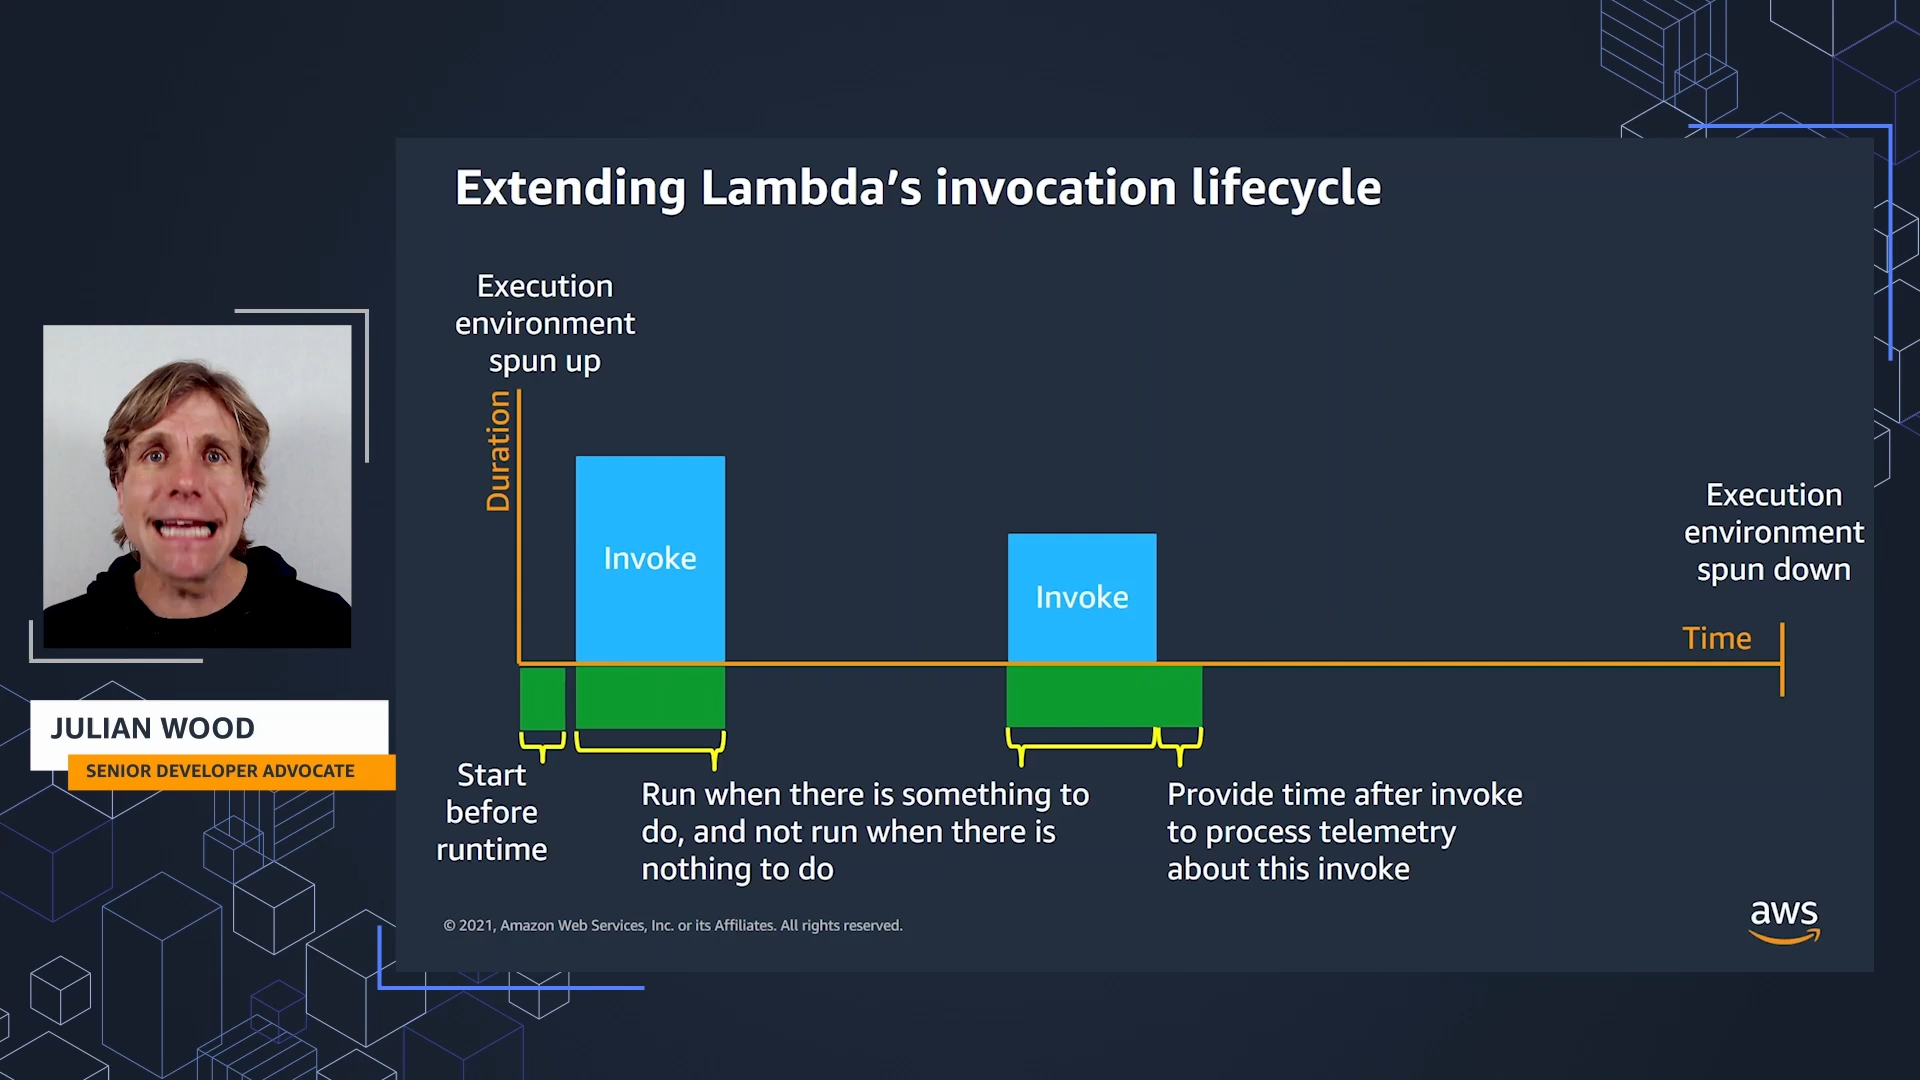 Extending Lambda’s invocation lifecycle
Execution
environment
spun up
Duration
Invoke
Invoke
Execution
environment
spun down
Time
JULIAN WOOD
SENIOR DEVELOPER ADVOCATE
Start
before
runtime
Run when there is something to
do, and not run when there is
nothing to do
Provide time after invoke
to process telemetry
about this invoke
© 2021, Amazon Web Services, Inc. or its Affiliates. All rights reserved.
aws